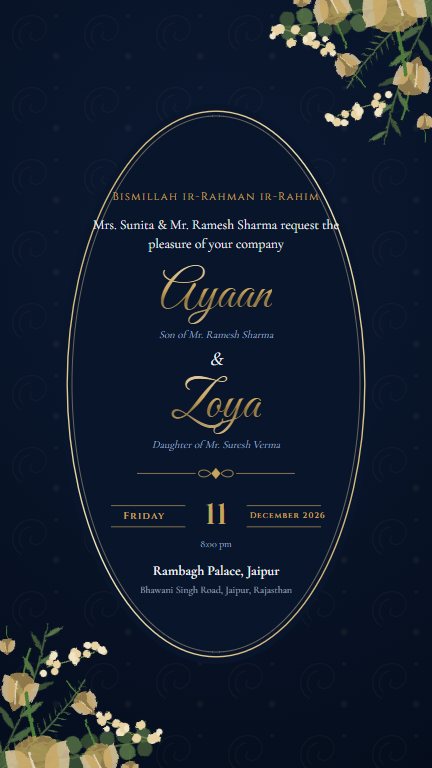 Bismillah ir-Rahman ir-Rahim
Mrs. Sunita & Mr. Ramesh Sharma request the
pleasure of your company
Ayaan
Son of Mr. Ramesh Sharma
&
Zoya
Daughter of Mr. Suresh Verma
Friday 11 December 2026
8:00 pm
Rambagh Palace, Jaipur
Bhawani Singh Road, Jaipur, Rajasthan